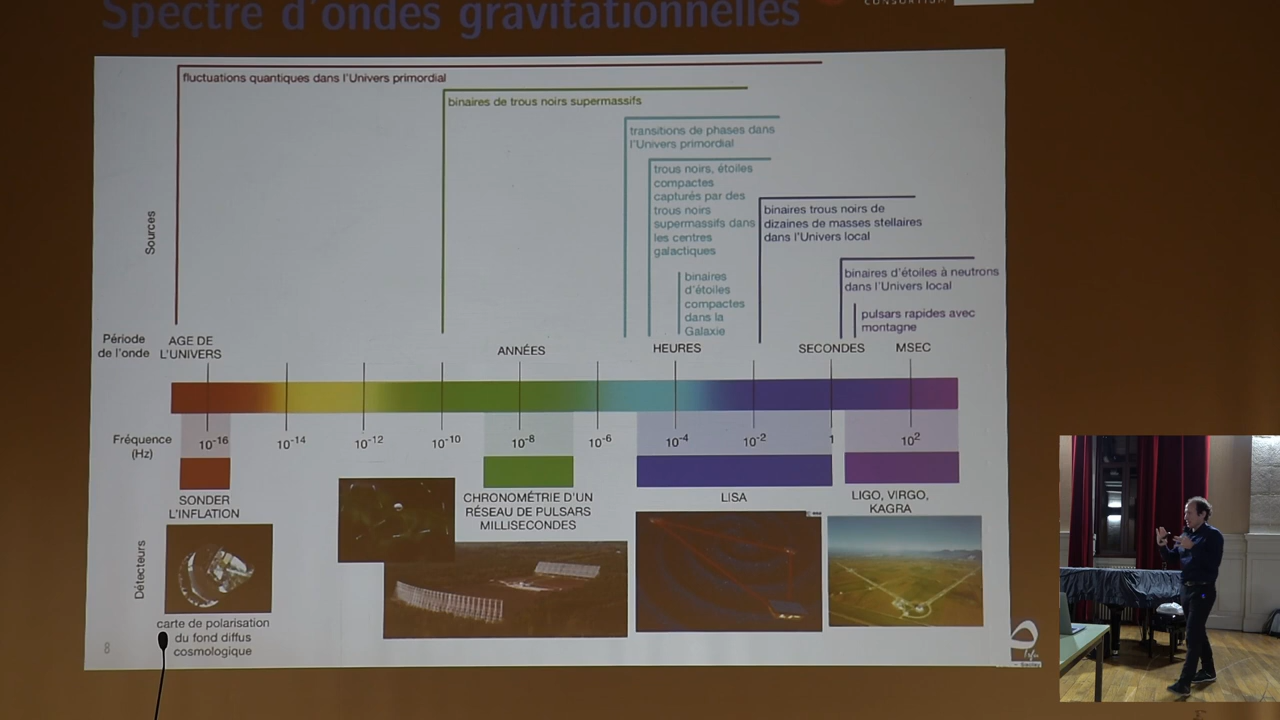 Spectre d'ondes gravitationnelles
CONSORTIUM
fluctuations quantiques dans l'Univers primordial
binaires de trous noirs supermassifs
transitions de phases dans
l'Univers primordial
trous noirs, étoiles
compactes
capturés par des
trous noirs
supermassifs dans
les centres
galactiques
binaires trous noirs de
dizaines de masses stellaires
dans l'Univers local
binaires d'étoiles à neutrons
dans l'Univers local
binaires
d'étoiles
compactes
dans la
Galaxie
pulsars rapides avec
montagne
Sources
Période
de l'onde
AGE DE
L'UNIVERS
ANNÉES
HEURES
SECONDES
MSEC
Fréquence
(Hz)
10-16
10-14
10-12
10-10
10-8
10-6
10-4
10-2
1
102
SONDER
L'INFLATION
CHRONOMÉTRIE D'UN
RÉSEAU DE PULSARS
MILLISECONDES
LISA
LIGO, VIRGO,
KAGRA
Détecteurs
carte de polarisation
du fond diffus
cosmologique
8